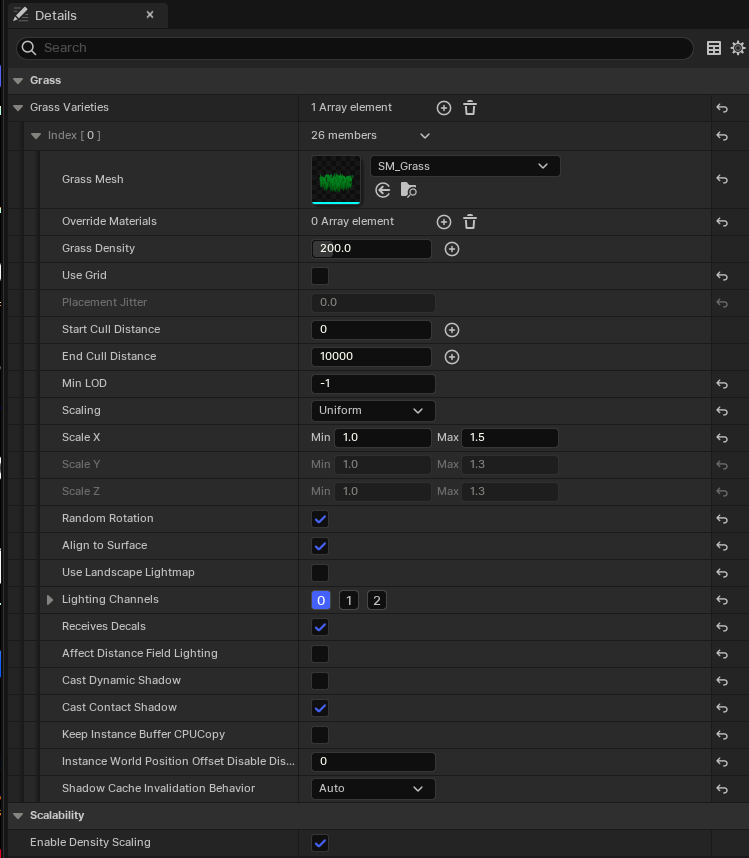 Details
Search
Grass
Grass Varieties 1 Array element
Index [ 0 ] 26 members
Grass Mesh SM_Grass
Override Materials 0 Array element
Grass Density 200.0
Use Grid
Placement Jitter 0.0
Start Cull Distance 0
End Cull Distance 10000
Min LOD -1
Scaling Uniform
Scale X Min 1.0 Max 1.5
Scale Y Min 1.0 Max 1.3
Scale Z Min 1.0 Max 1.3
Random Rotation
Align to Surface
Use Landscape Lightmap
Lighting Channels 0 1 2
Receives Decals
Affect Distance Field Lighting
Cast Dynamic Shadow
Cast Contact Shadow
Keep Instance Buffer CPUCopy
Instance World Position Offset Disable Dis... 0
Shadow Cache Invalidation Behavior Auto
Scalability
Enable Density Scaling